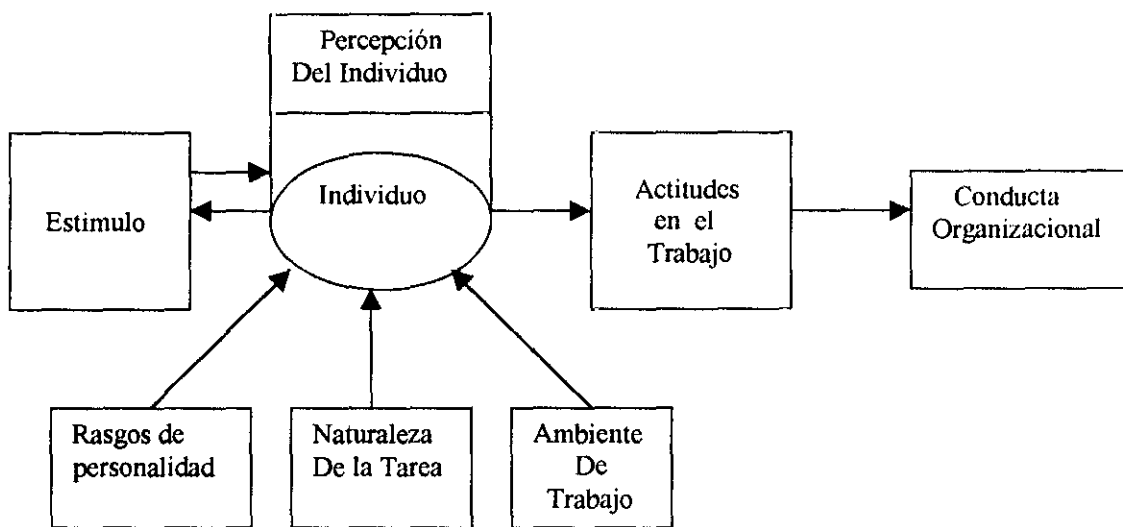 Percepción
Del Individuo
Estimulo
Individuo
Actitudes
en el
Trabajo
Conducta
Organizacional
Rasgos de
personalidad
Naturaleza
De la Tarea
Ambiente
De
Trabajo